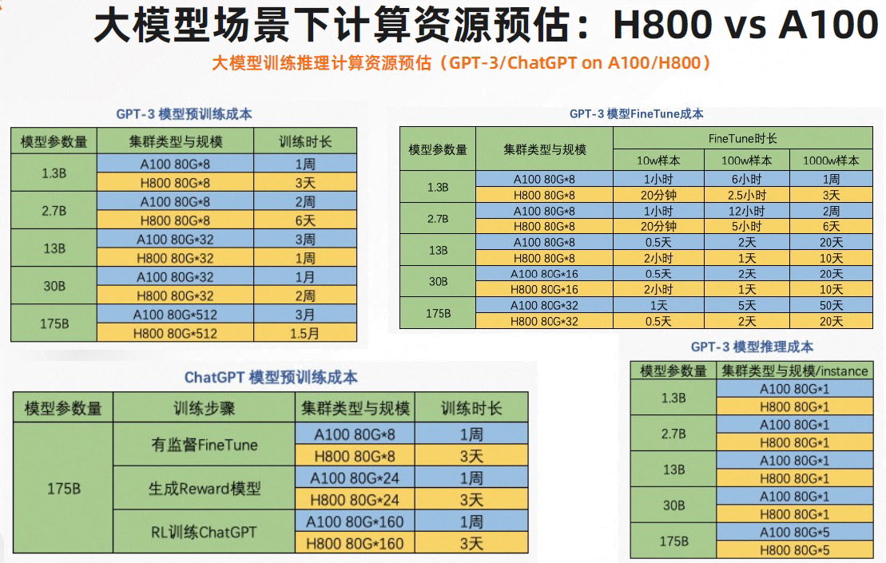 大模型场景下计算资源预估：H800 vs A100
大模型训练推理计算资源预估（GPT-3/ChatGPT on A100/H800）
GPT-3 模型预训练成本
模型参数量 集群类型与规模 训练时长
1.3B A100 80G*8 1周
H800 80G*8 3天
2.7B A100 80G*8 2周
H800 80G*8 6天
13B A100 80G*32 3周
H800 80G*32 1周
30B A100 80G*32 1月
H800 80G*32 2周
175B A100 80G*512 3月
H800 80G*512 1.5月
GPT-3 模型FineTune成本
模型参数量 集群类型与规模 FineTune时长
10w样本 100w样本 1000w样本
1.3B A100 80G*8 1小时 6小时 1周
H800 80G*8 20分钟 2.5小时 3天
2.7B A100 80G*8 1小时 12小时 2周
H800 80G*8 20分钟 5小时 6天
13B A100 80G*8 0.5天 2天 20天
H800 80G*8 2小时 1天 10天
30B A100 80G*16 0.5天 2天 20天
H800 80G*16 2小时 1天 10天
175B A100 80G*32 1天 5天 50天
H800 80G*32 0.5天 2天 20天
ChatGPT 模型预训练成本
模型参数量 训练步骤 集群类型与规模 训练时长
175B 有监督FineTune A100 80G*8 1周
H800 80G*8 3天
生成Reward模型 A100 80G*24 1周
H800 80G*24 3天
RL训练ChatGPT A100 80G*160 1周
H800 80G*160 3天
GPT-3 模型推理成本
模型参数量 集群类型与规模/instance
1.3B A100 80G*1
H800 80G*1
2.7B A100 80G*1
H800 80G*1
13B A100 80G*1
H800 80G*1
30B A100 80G*1
H800 80G*1
175B A100 80G*5
H800 80G*5